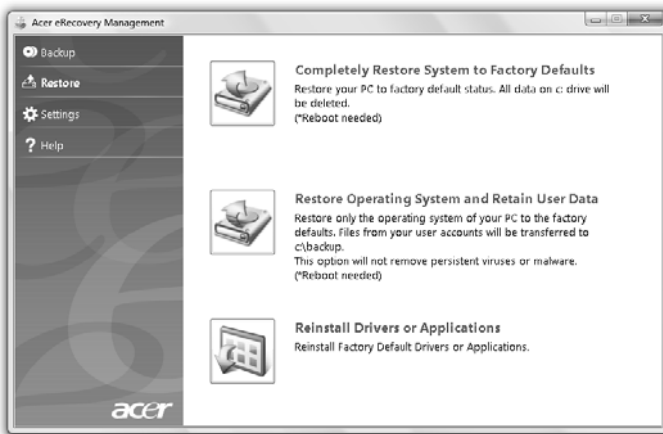 Acer eRecovery Management
Backup
Restore
Settings
? Help
Completely Restore System to Factory Defaults
Restore your PC to factory default status. All data on c: drive will
be deleted.
(*Reboot needed)
Restore Operating System and Retain User Data
Restore only the operating system of your PC to the factory
defaults. Files from your user accounts will be transferred to
c:\backup.
This option will not remove persistent viruses or malware.
(*Reboot needed)
Reinstall Drivers or Applications
Reinstall Factory Default Drivers or Applications.
acer